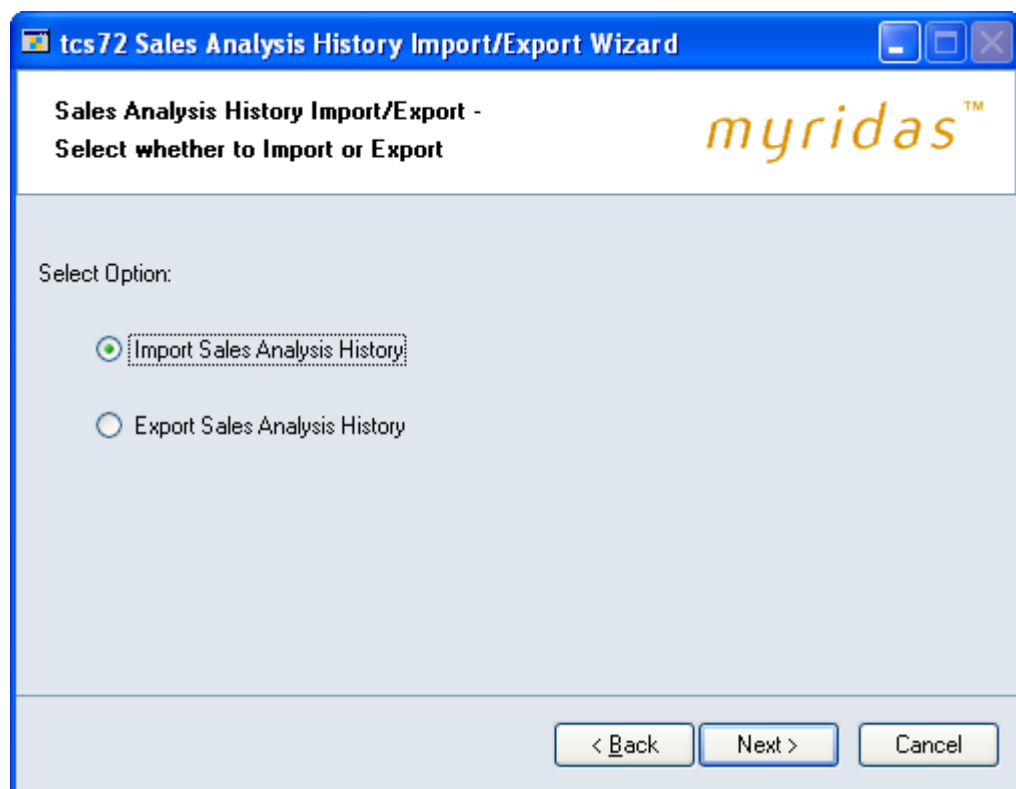 tcs72 Sales Analysis History Import/Export Wizard
Sales Analysis History Import/Export -
Select whether to Import or Export
myridas™
Select Option:
Import Sales Analysis History
Export Sales Analysis History
< Back
Next >
Cancel